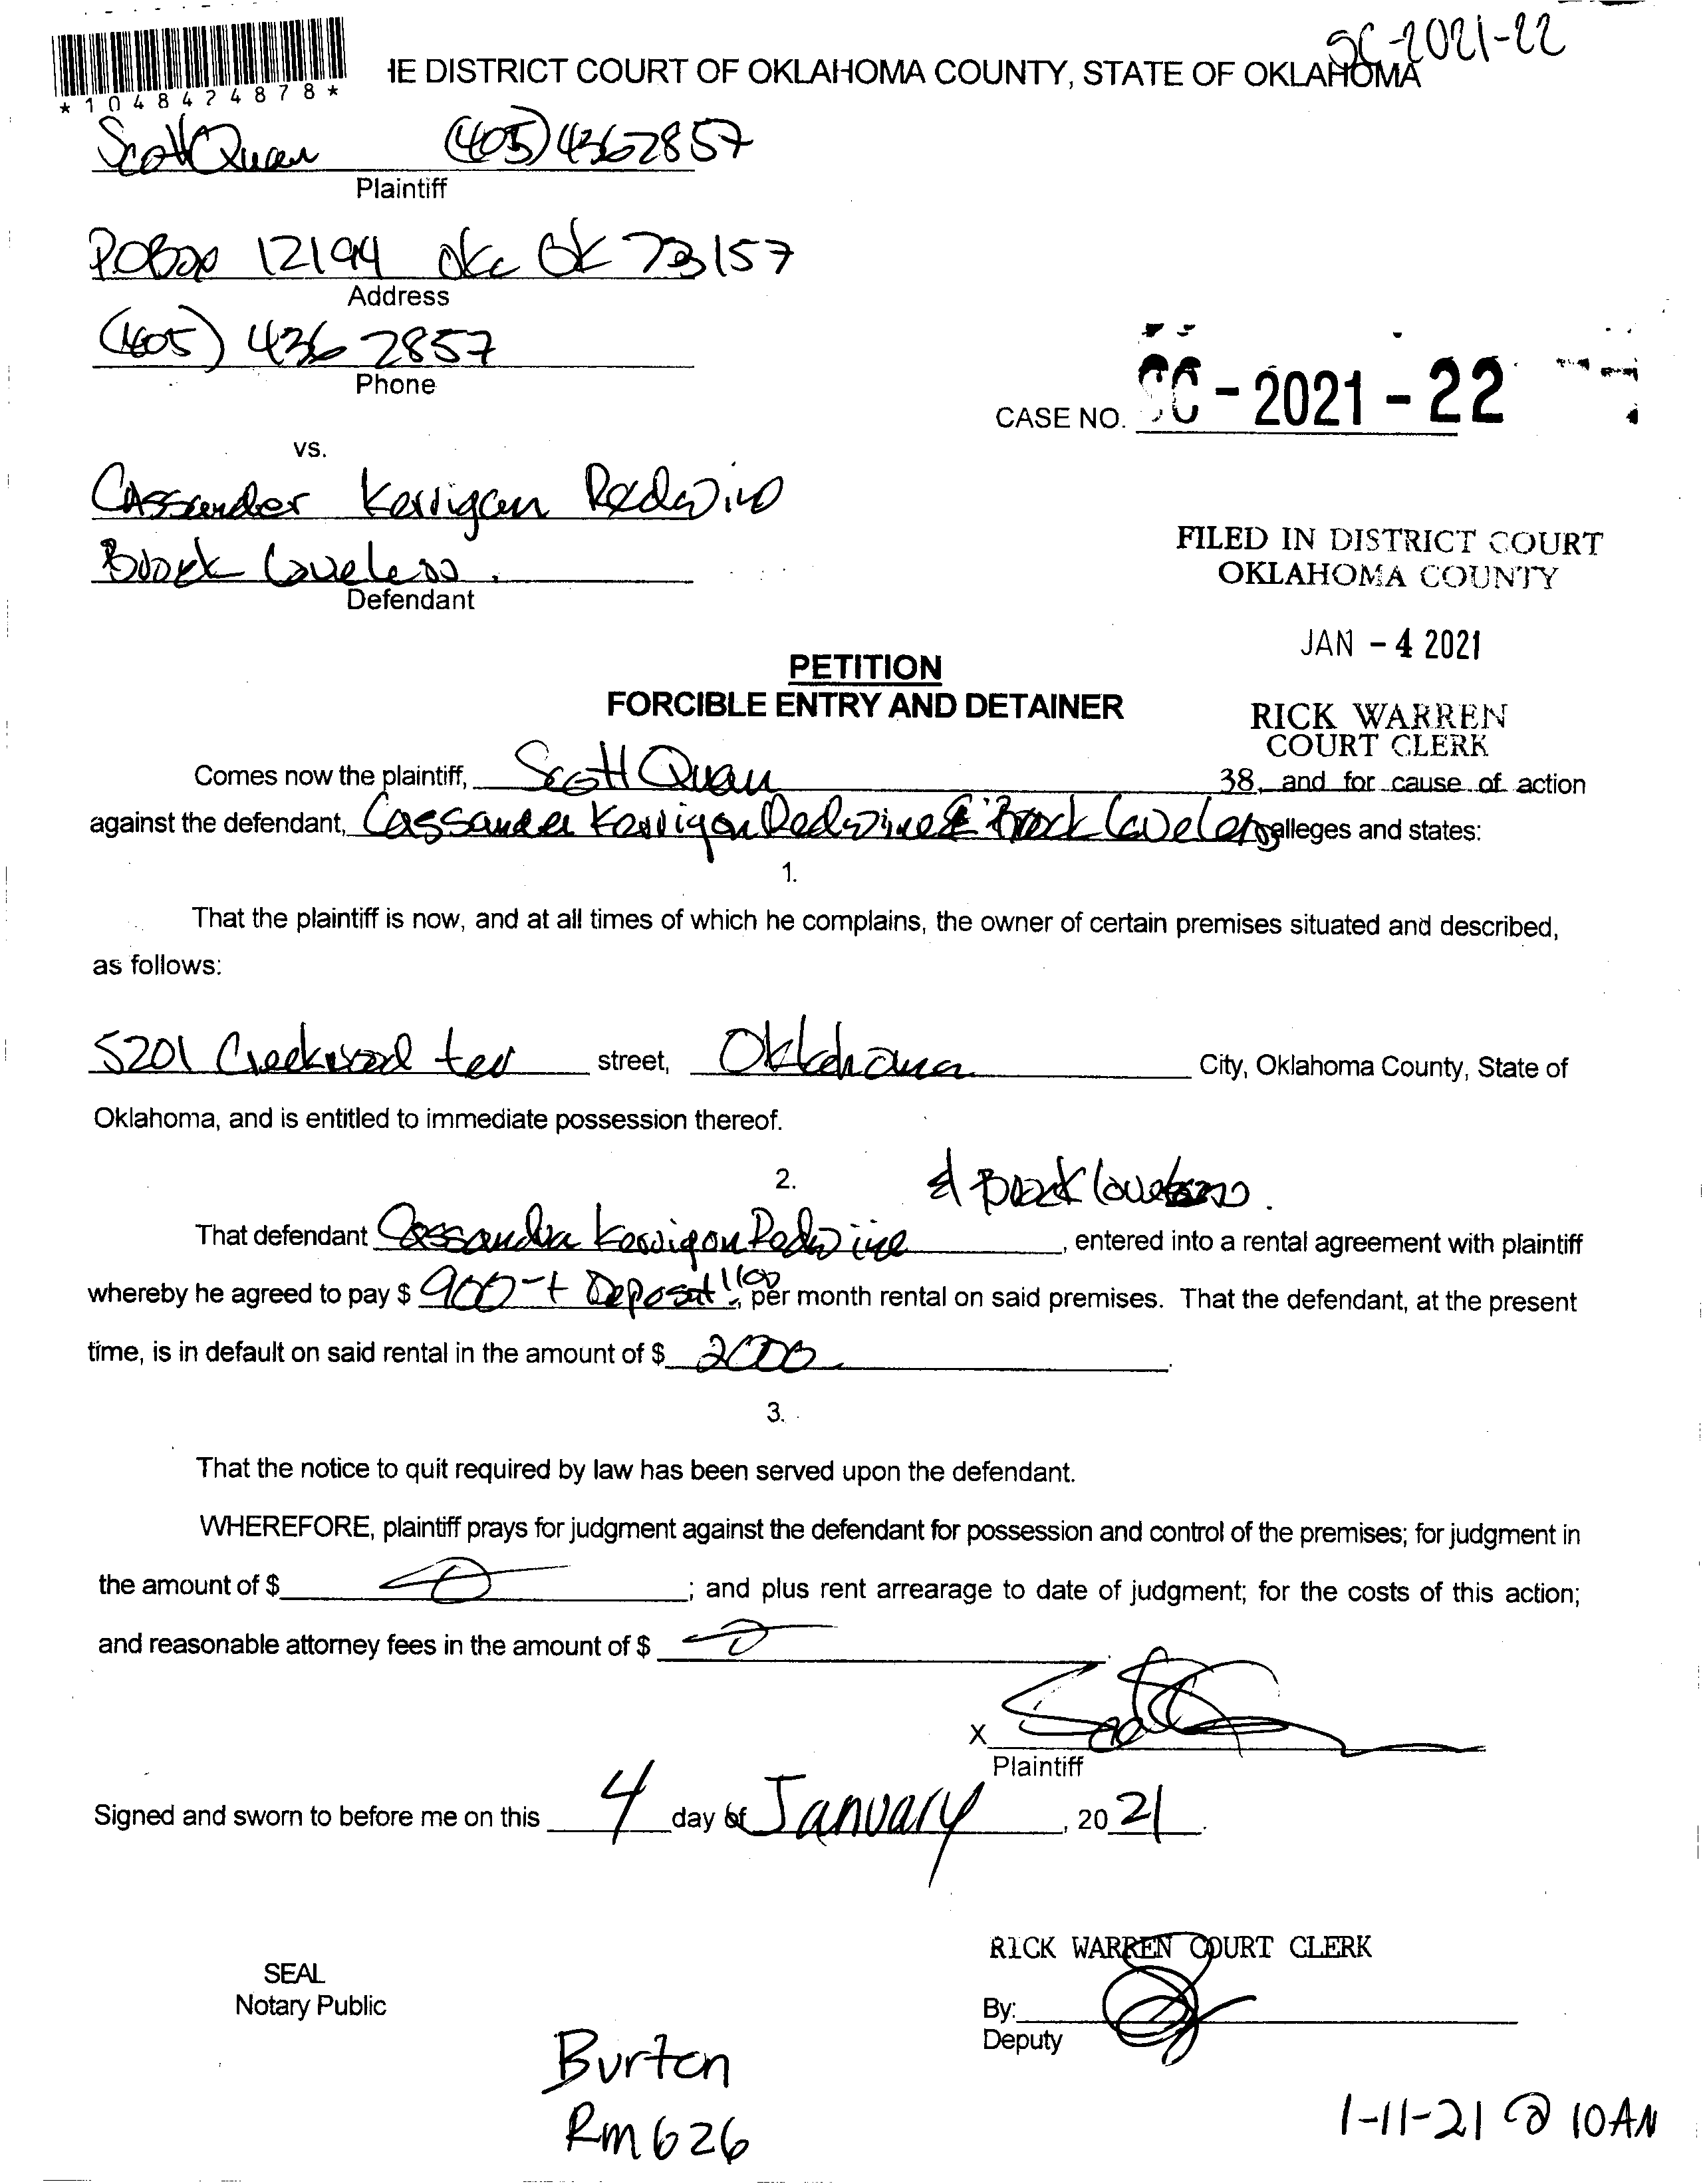 SC-2021-22
*1048424878*
HE DISTRICT COURT OF OKLAHOMA COUNTY, STATE OF OKLAHOMA
Scott Quan (405) 4362857
Plaintiff
POBox 12194 OKC OK 73157
Address
(405) 436 2857
Phone
CASE NO. SC-2021-22
vs.
Cassander Kerrigan Redwine
Brock Loveless.
Defendant
FILED IN DISTRICT COURT
OKLAHOMA COUNTY
JAN - 4 2021
RICK WARREN
COURT CLERK
PETITION
FORCIBLE ENTRY AND DETAINER
Comes now the plaintiff, Scott Quan 38, and for cause of action
against the defendant, Cassander Kerrigan Redwine & Brock Loveless alleges and states:
1.
That the plaintiff is now, and at all times of which he complains, the owner of certain premises situated and described,
as follows:
5201 Creekwood ter street, Oklahoma City, Oklahoma County, State of
Oklahoma, and is entitled to immediate possession thereof.
2.
& Brock Loveless.
That defendant Cassandra Kerrigan Redwine, entered into a rental agreement with plaintiff
whereby he agreed to pay $ 900 - + Deposit 1100 per month rental on said premises. That the defendant, at the present
time, is in default on said rental in the amount of $ 2000.
3.
That the notice to quit required by law has been served upon the defendant.
WHEREFORE, plaintiff prays for judgment against the defendant for possession and control of the premises; for judgment in
the amount of $ 0; and plus rent arrearage to date of judgment; for the costs of this action;
and reasonable attorney fees in the amount of $ 0.
X
Plaintiff
Signed and sworn to before me on this 4 day of January, 2021.
RICK WARREN COURT CLERK
SEAL
Notary Public
By:
Deputy
Burton
Rm 626
1-11-21 @ 10AM